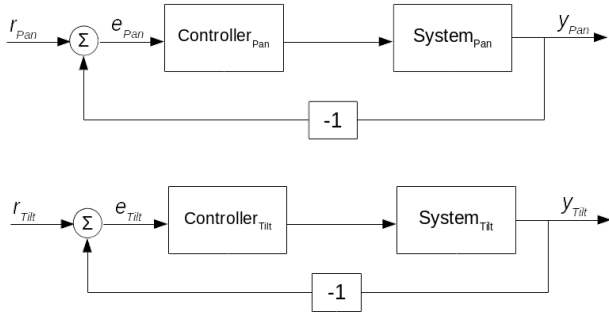 r_Pan Σ e_Pan Controller_Pan System_Pan y_Pan
-1
r_Tilt Σ e_Tilt Controller_Tilt System_Tilt y_Tilt
-1